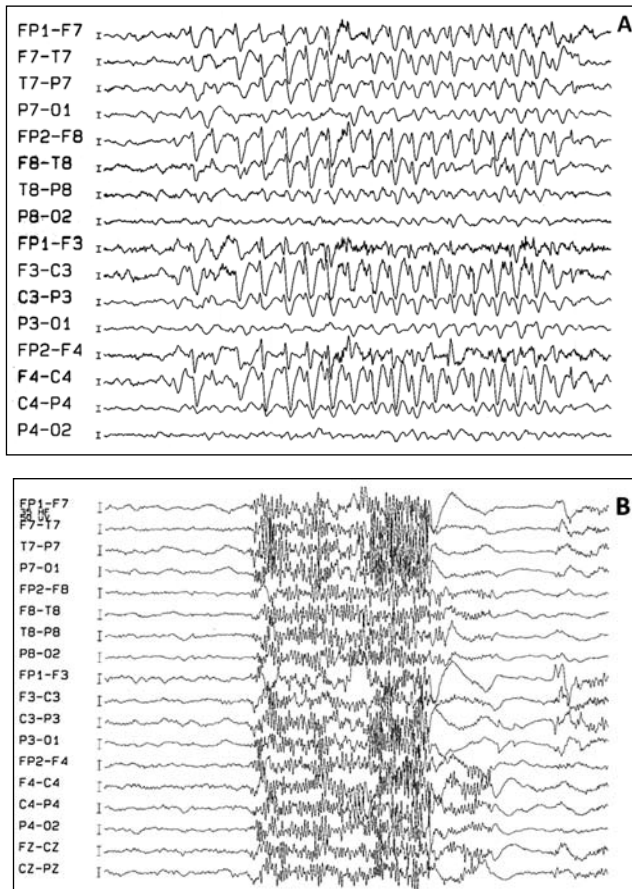 A
FP1-F7
F7-T7
T7-P7
P7-O1
FP2-F8
F8-T8
T8-P8
P8-O2
FP1-F3
F3-C3
C3-P3
P3-O1
FP2-F4
F4-C4
C4-P4
P4-O2
B
FP1-F7
F7-T7
T7-P7
P7-O1
FP2-F8
F8-T8
T8-P8
P8-O2
FP1-F3
F3-C3
C3-P3
P3-O1
FP2-F4
F4-C4
C4-P4
P4-O2
FZ-CZ
CZ-PZ